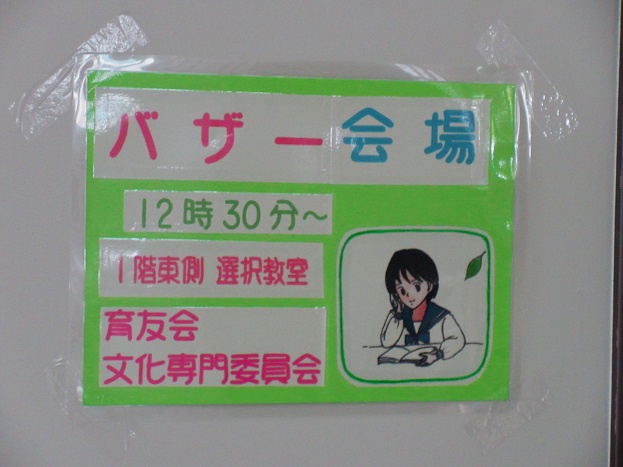 バザー会場
12時30分～
1階東側 選択教室
育友会
文化専門委員会